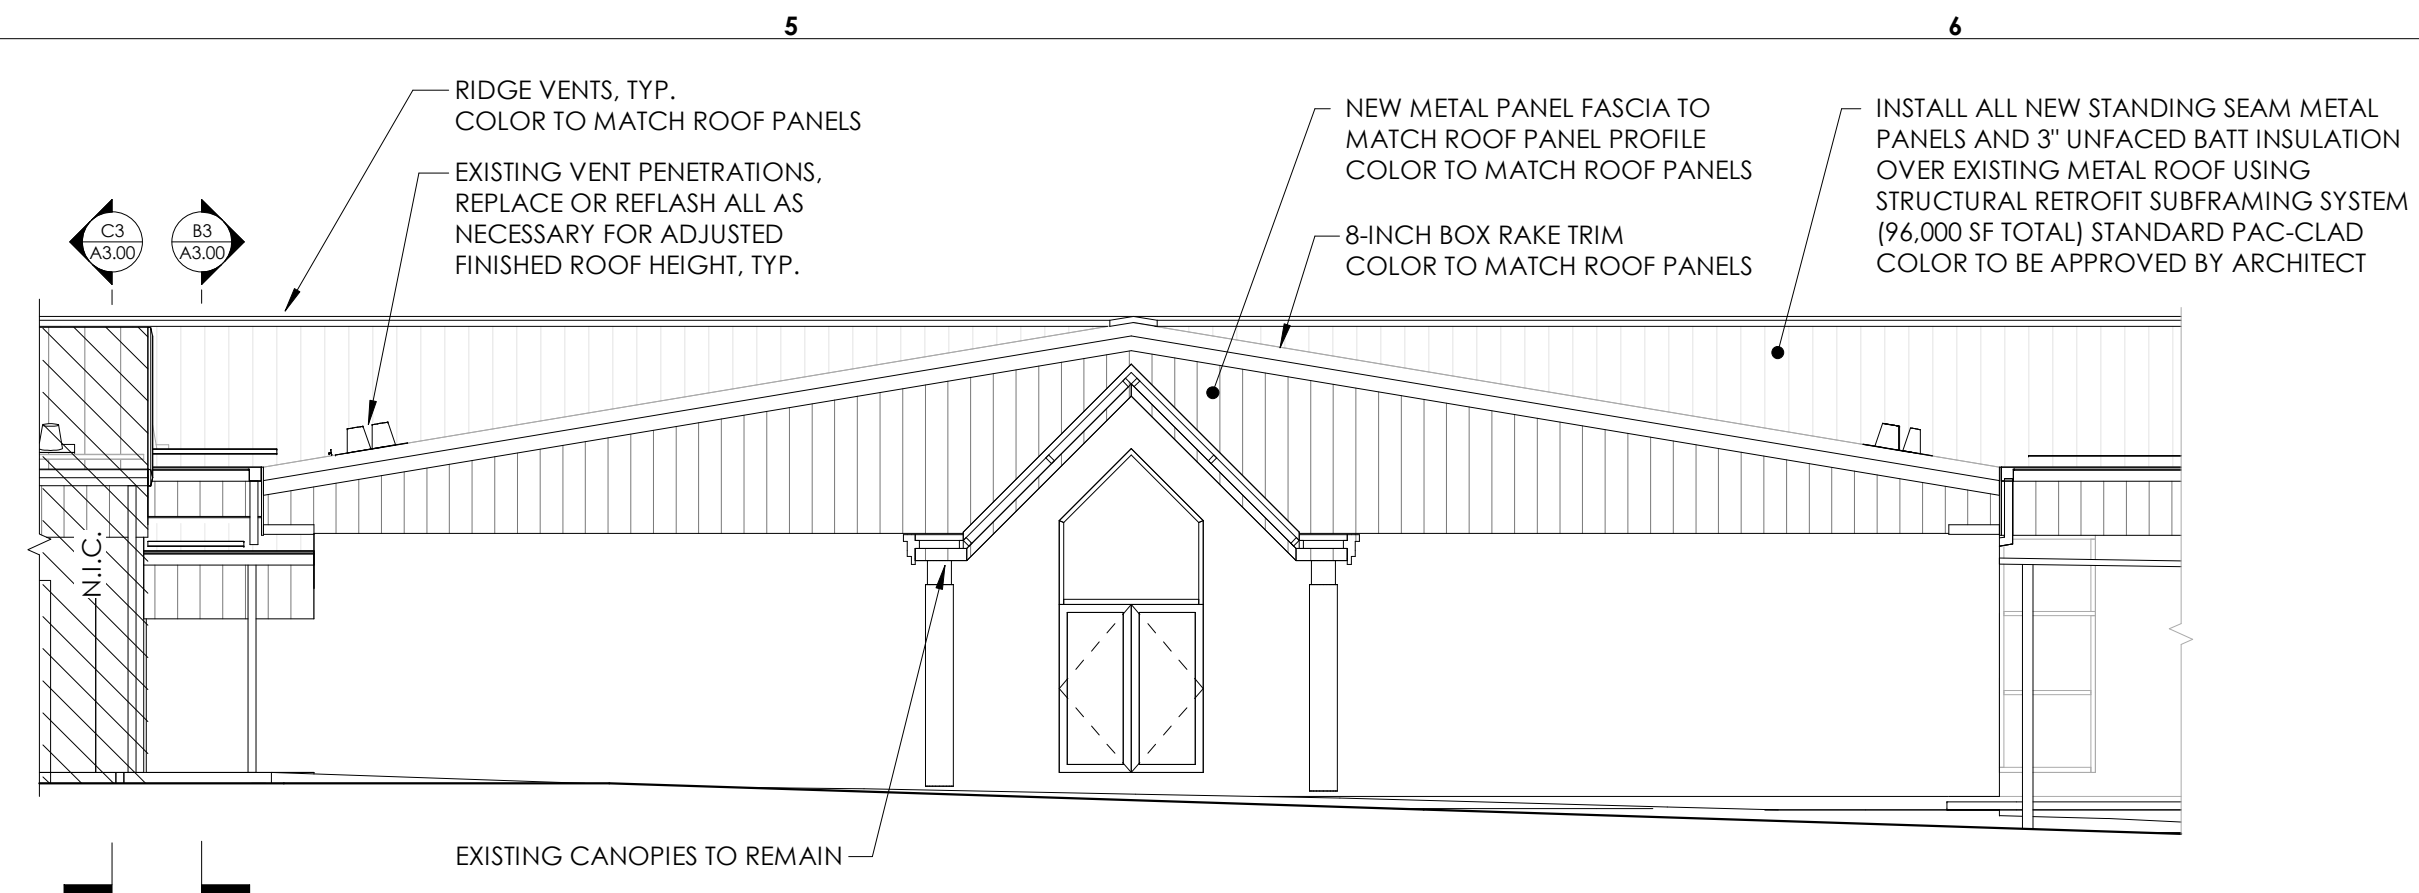 5
6
RIDGE VENTS, TYP.
COLOR TO MATCH ROOF PANELS
EXISTING VENT PENETRATIONS,
REPLACE OR REFLASH ALL AS
NECESSARY FOR ADJUSTED
FINISHED ROOF HEIGHT, TYP.
NEW METAL PANEL FASCIA TO
MATCH ROOF PANEL PROFILE
COLOR TO MATCH ROOF PANELS
8-INCH BOX RAKE TRIM
COLOR TO MATCH ROOF PANELS
INSTALL ALL NEW STANDING SEAM METAL
PANELS AND 3" UNFACED BATT INSULATION
OVER EXISTING METAL ROOF USING
STRUCTURAL RETROFIT SUBFRAMING SYSTEM
(96,000 SF TOTAL) STANDARD PAC-CLAD
COLOR TO BE APPROVED BY ARCHITECT
C3
A3.00
B3
A3.00
N.I.C.
EXISTING CANOPIES TO REMAIN